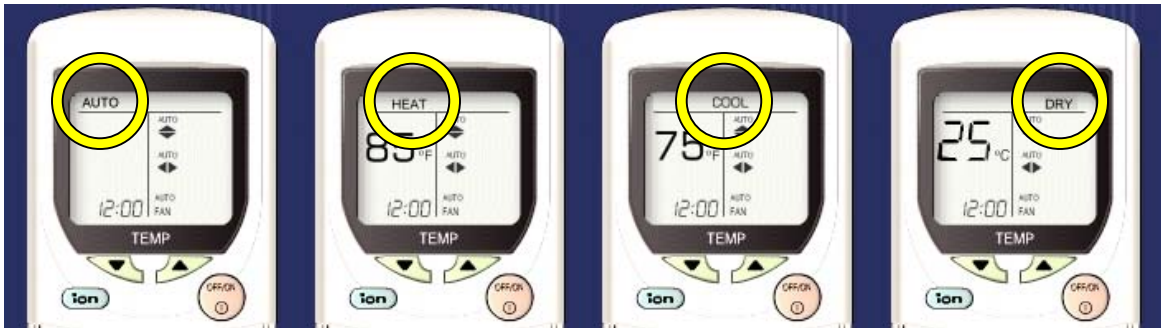 AUTO
AUTO
AUTO
12:00
AUTO
FAN
TEMP
ion
OFF/ON
HEAT
AUTO
85°F
AUTO
12:00
AUTO
FAN
TEMP
ion
OFF/ON
COOL
AUTO
75°F
AUTO
12:00
AUTO
FAN
TEMP
ion
OFF/ON
DRY
AUTO
25°C
AUTO
12:00
AUTO
FAN
TEMP
ion
OFF/ON